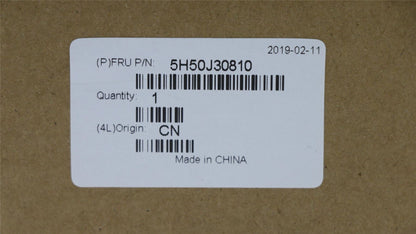 2019-02-11
(P)FRU P/N: 5H50J30810
Quantity: 1
(4L)Origin: CN
Made in CHINA